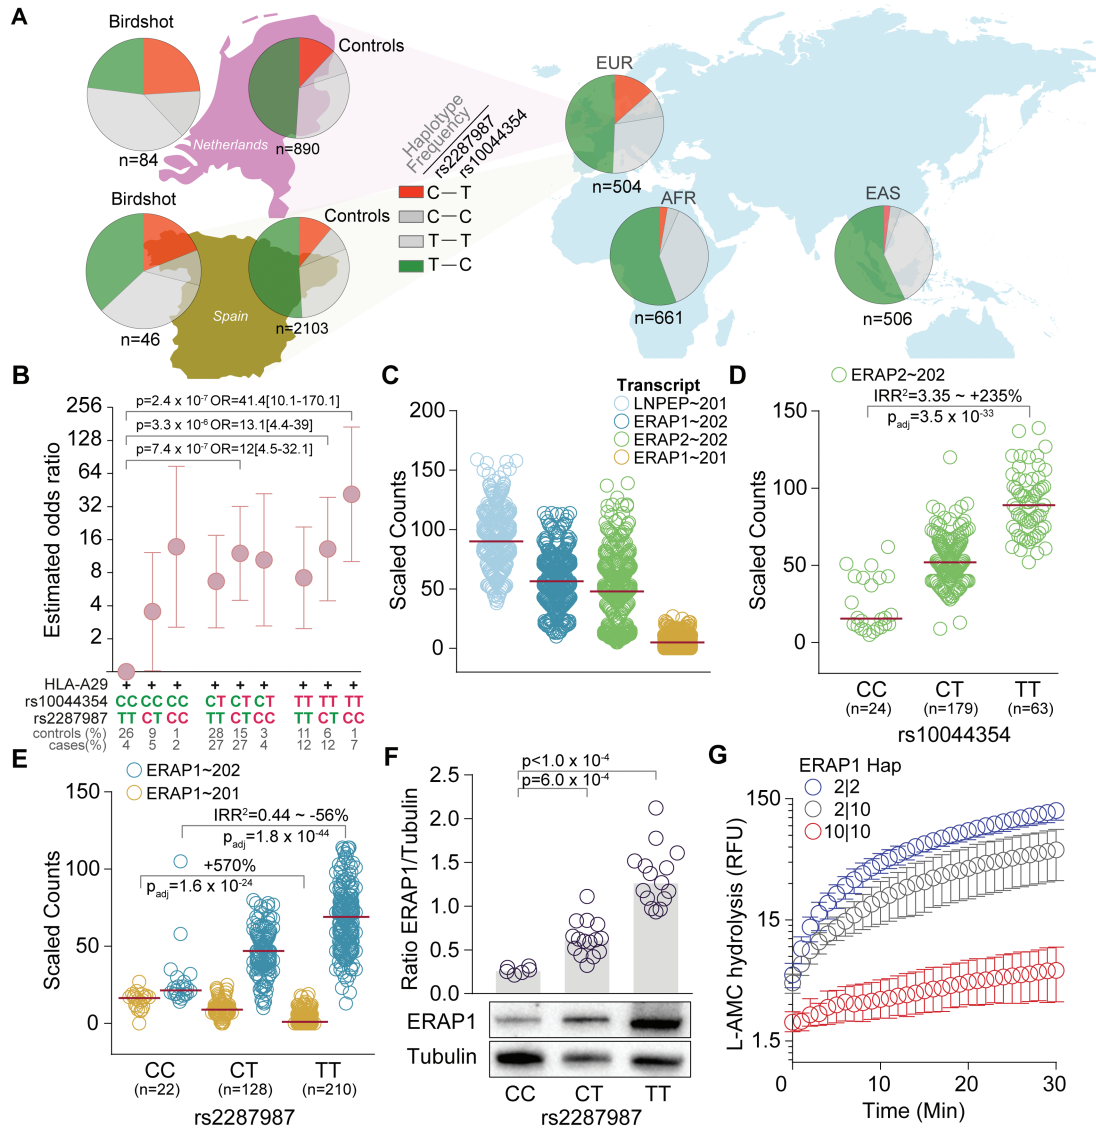 A
Birdshot
Controls
Netherlands
n=84
n=890
Haplotype
Frequency
rs2287987
rs10044354
C—T
C—C
T—T
T—C
Birdshot
Controls
Spain
n=46
n=2103
EUR
n=504
AFR
n=661
EAS
n=506
B
Estimated odds ratio
256
128
64
32
16
8
4
2
p=2.4 x 10-7 OR=41.4[10.1-170.1]
p=3.3 x 10-6 OR=13.1[4.4-39]
p=7.4 x 10-7 OR=12[4.5-32.1]
HLA-A29 + + + + + + + + +
rs10044354 CC CC CC CT CT CT TT TT TT
rs2287987 TT CT CC TT CT CC TT CT CC
controls (%) 26 9 1 28 15 3 11 6 1
cases(%) 4 5 2 27 27 4 12 12 7
C
Transcript
LNPEP~201
ERAP1~202
ERAP2~202
ERAP1~201
Scaled Counts
200
150
100
50
0
D
ERAP2~202
IRR2=3.35 ~ +235%
padj=3.5 x 10-33
Scaled Counts
150
100
50
0
CC CT TT
(n=24) (n=179) (n=63)
rs10044354
E
ERAP1~202
ERAP1~201
IRR2=0.44 ~ -56%
padj=1.8 x 10-44
+570%
padj=1.6 x 10-24
Scaled Counts
150
100
50
0
CC CT TT
(n=22) (n=128) (n=210)
rs2287987
F
p<1.0 x 10-4
p=6.0 x 10-4
Ratio ERAP1/Tubulin
2.5
2.0
1.5
1.0
0.5
0.0
ERAP1
Tubulin
CC CT TT
rs2287987
G
ERAP1 Hap
2|2
2|10
10|10
L-AMC hydrolysis (RFU)
150
15
1.5
0 10 20 30
Time (Min)